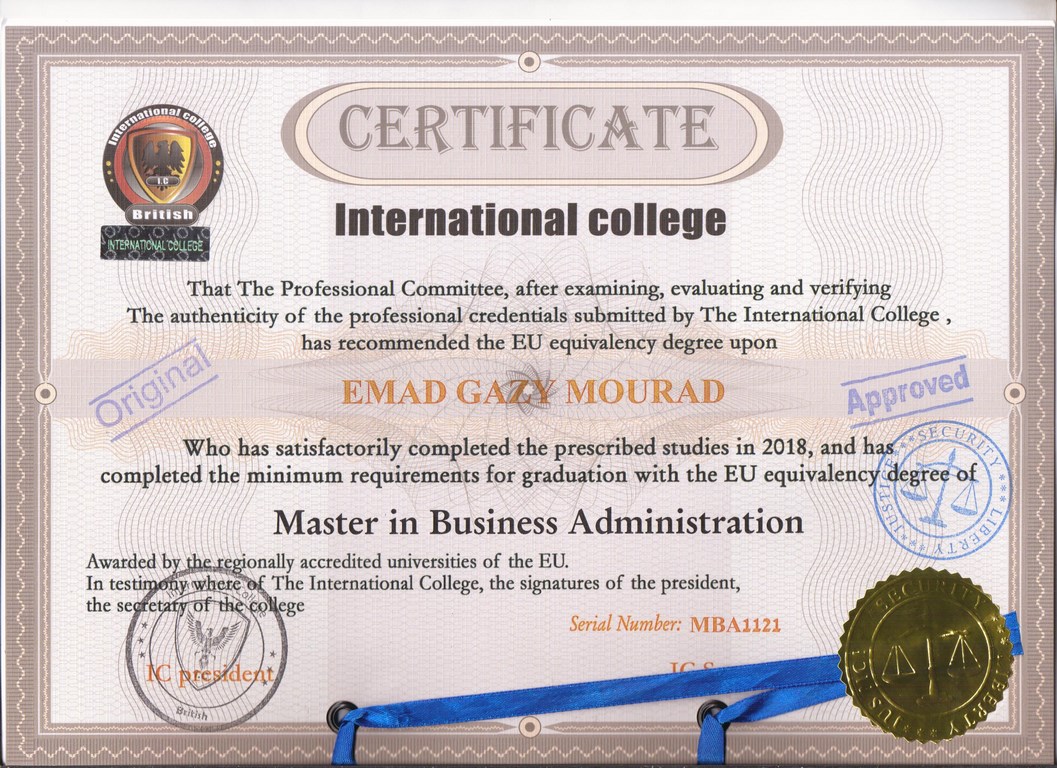 International college
I.C
British
INTERNATIONAL COLLEGE
CERTIFICATE
International college
That The Professional Committee, after examining, evaluating and verifying
The authenticity of the professional credentials submitted by The International College ,
has recommended the EU equivalency degree upon
Original
EMAD GAZY MOURAD
Approved
Who has satisfactorily completed the prescribed studies in 2018, and has
completed the minimum requirements for graduation with the EU equivalency degree of
SECURITY
LIBERTY
JUSTICE
Master in Business Administration
Awarded by the regionally accredited universities of the EU.
In testimony where of The International College, the signatures of the president,
the secretary of the college
Serial Number: MBA1121
IC president
British
SECURITY
LIBERTY
JUSTICE